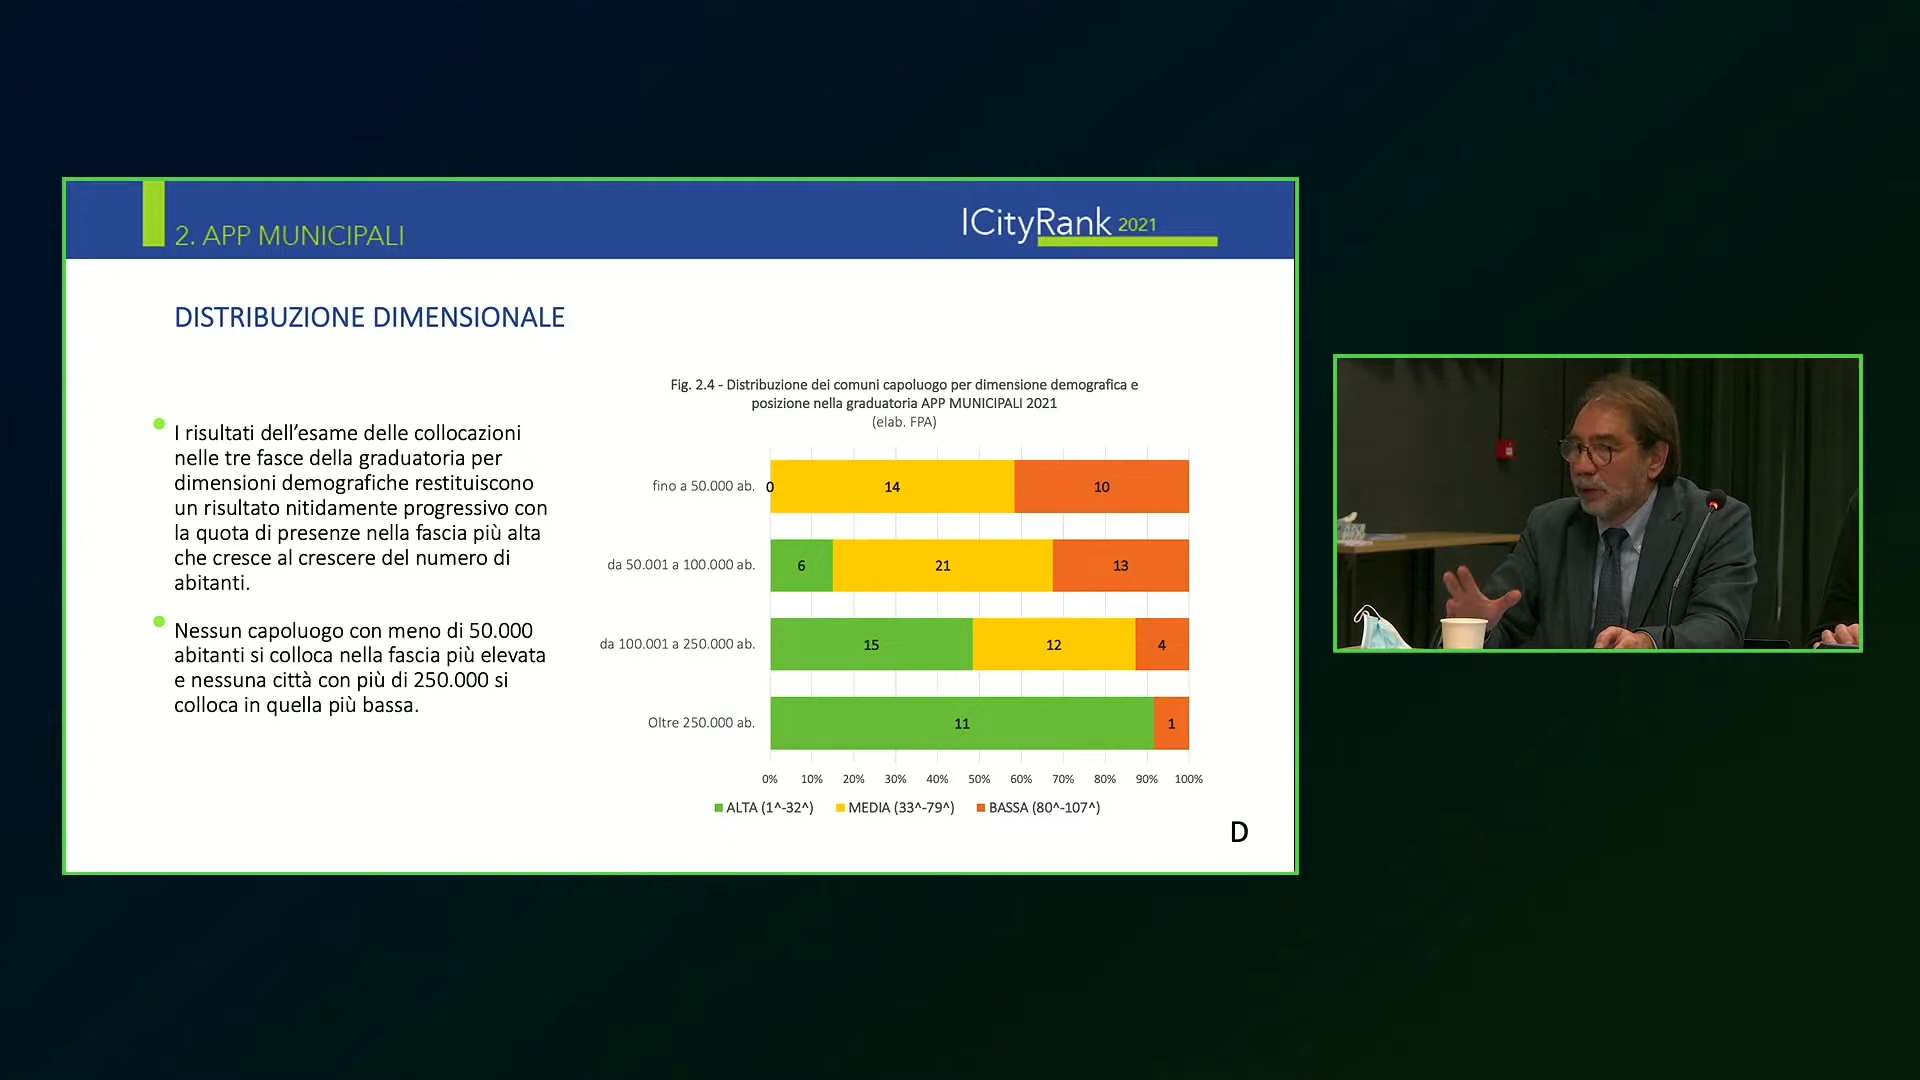 2. APP MUNICIPALI
ICityRank 2021
DISTRIBUZIONE DIMENSIONALE
I risultati dell’esame delle collocazioni
nelle tre fasce della graduatoria per
dimensioni demografiche restituiscono
un risultato nitidamente progressivo con
la quota di presenze nella fascia più alta
che cresce al crescere del numero di
abitanti.
Nessun capoluogo con meno di 50.000
abitanti si colloca nella fascia più elevata
e nessuna città con più di 250.000 si
colloca in quella più bassa.
Fig. 2.4 - Distribuzione dei comuni capoluogo per dimensione demografica e
posizione nella graduatoria APP MUNICIPALI 2021
(elab. FPA)
fino a 50.000 ab. 0 14 10
da 50.001 a 100.000 ab. 6 21 13
da 100.001 a 250.000 ab. 15 12 4
Oltre 250.000 ab. 11 1
0% 10% 20% 30% 40% 50% 60% 70% 80% 90% 100%
ALTA (1^-32^) MEDIA (33^-79^) BASSA (80^-107^)
D